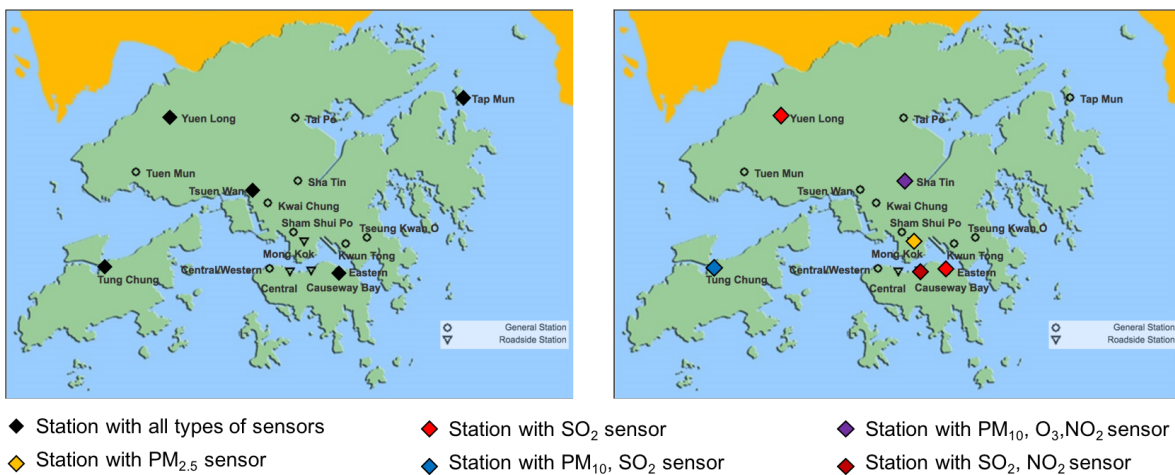 Tap Mun
Yuen Long
Tai Po
Tuen Mun
Sha Tin
Tsuen Wan
Kwai Chung
Sham Shui Po
Tseung Kwan O
Mong Kok
Kwun Tong
Central/Western
Eastern
Tung Chung
Central
Causeway Bay
General Station
Roadside Station
Tap Mun
Yuen Long
Tai Po
Tuen Mun
Sha Tin
Tsuen Wan
Kwai Chung
Sham Shui Po
Tseung Kwan O
Mong Kok
Kwun Tong
Central/Western
Eastern
Tung Chung
Central
Causeway Bay
General Station
Roadside Station
Station with all types of sensors
Station with SO₂ sensor
Station with PM₁₀, O₃,NO₂ sensor
Station with PM₂.₅ sensor
Station with PM₁₀, SO₂ sensor
Station with SO₂, NO₂ sensor